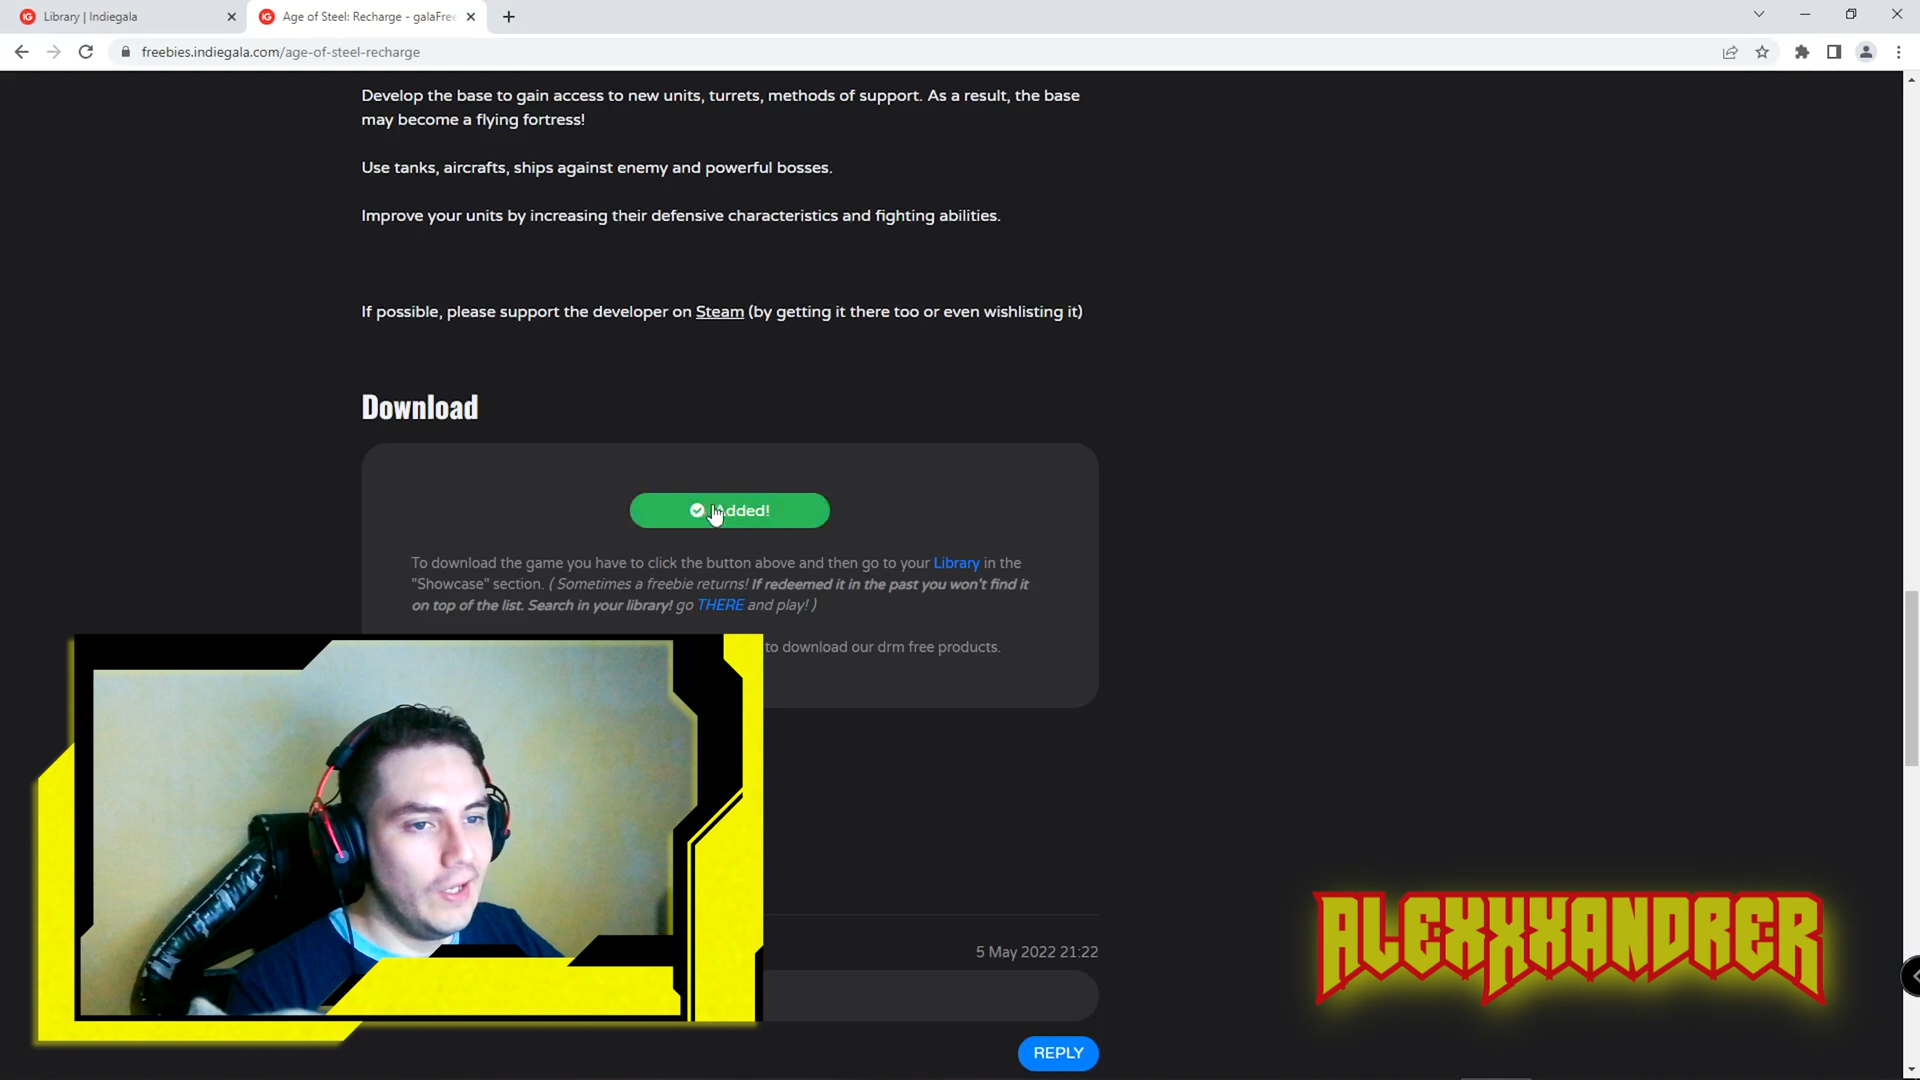 Library | Indiegala
Age of Steel: Recharge - galaFree
freebies.indiegala.com/age-of-steel-recharge
Develop the base to gain access to new units, turrets, methods of support. As a result, the base
may become a flying fortress!
Use tanks, aircrafts, ships against enemy and powerful bosses.
Improve your units by increasing their defensive characteristics and fighting abilities.
If possible, please support the developer on Steam (by getting it there too or even wishlisting it)
Download
Added!
To download the game you have to click the button above and then go to your Library in the
"Showcase" section. ( Sometimes a freebie returns! If redeemed it in the past you won't find it
on top of the list. Search in your library! go THERE and play! )
to download our drm free products.
5 May 2022 21:22
ALEXXXANDRER
REPLY